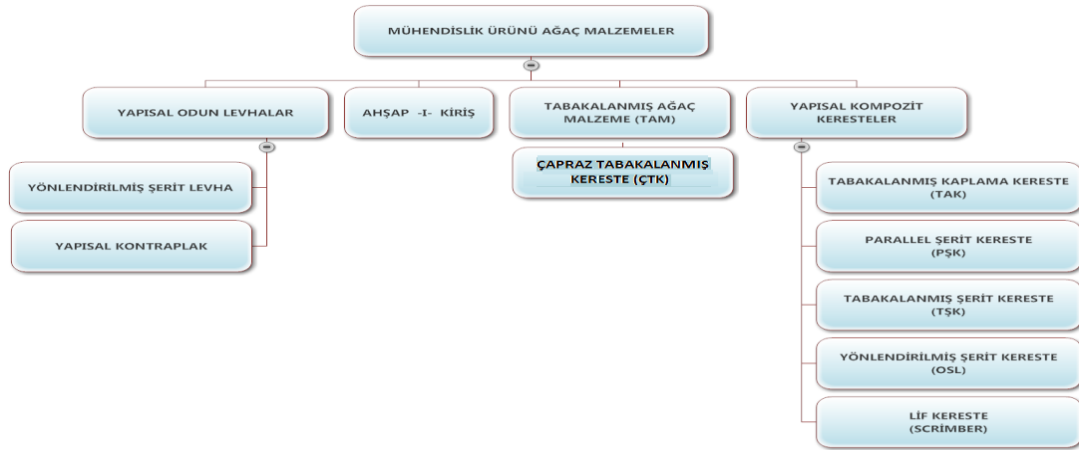 MÜHENDİSLİK ÜRÜNÜ AĞAÇ MALZEMELER
YAPISAL ODUN LEVHALAR
YÖNLENDİRİLMİŞ ŞERİT LEVHA
YAPISAL KONTRAPLAK
AHŞAP -I- KİRİŞ
TABAKALANMIŞ AĞAÇ
MALZEME (TAM)
ÇAPRAZ TABAKALANMIŞ
KERESTE (ÇTK)
YAPISAL KOMPOZİT
KERESTELER
TABAKALANMIŞ KAPLAMA KERESTE
(TAK)
PARALLEL ŞERİT KERESTE
(PŞK)
TABAKALANMIŞ ŞERİT KERESTE
(TŞK)
YÖNLENDİRİLMİŞ ŞERİT KERESTE
(OSL)
LİF KERESTE
(SCRİMBER)